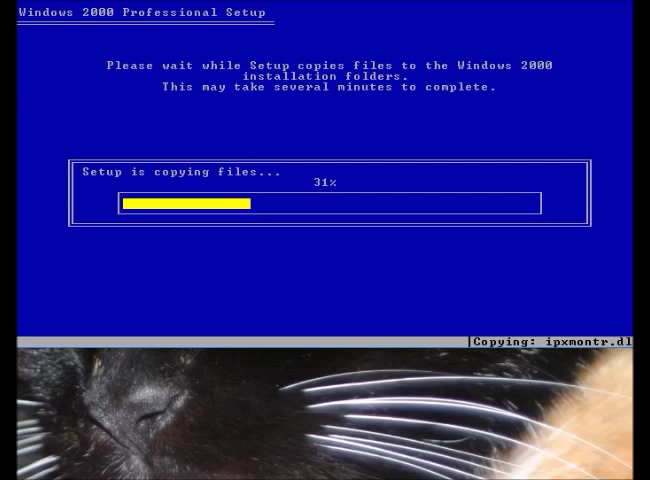 Windows 2000 Professional Setup
Please wait while Setup copies files to the Windows 2000
installation folders.
This may take several minutes to complete.
Setup is copying files...
31%
|Copying: ipxmontr.dl